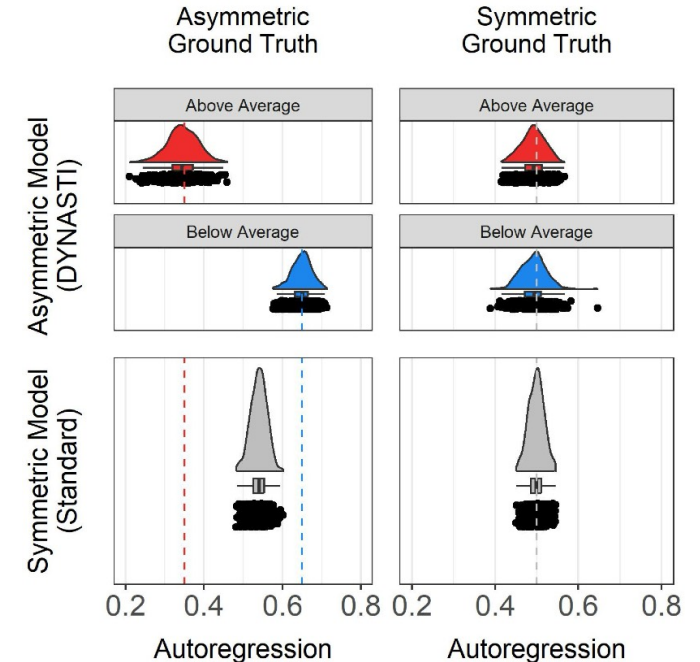 Asymmetric
Ground Truth
Symmetric
Ground Truth
Asymmetric Model
(DYNASTI)
Above Average
Above Average
Below Average
Below Average
Symmetric Model
(Standard)
0.2 0.4 0.6 0.8
0.2 0.4 0.6 0.8
Autoregression
Autoregression